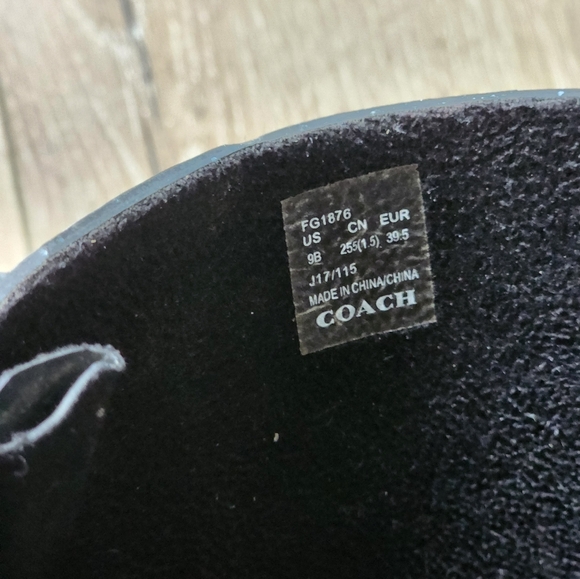 FG1876
US CN EUR
9B 255(1.5) 39.5
J17/115
MADE IN CHINA/CHINA
COACH